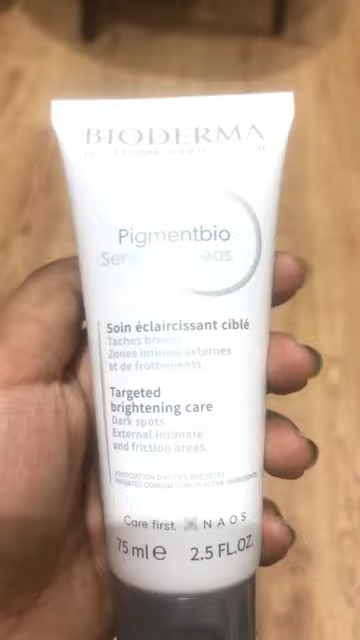 BIODERMA
Pigmentbio
Soin éclaircissant ciblé
Taches brunes
Zones intimes externes
et de frottements
Targeted
brightening care
Dark spots
External intimate
and friction areas
Care first. NAOS
75 ml e 2.5 FL.OZ.